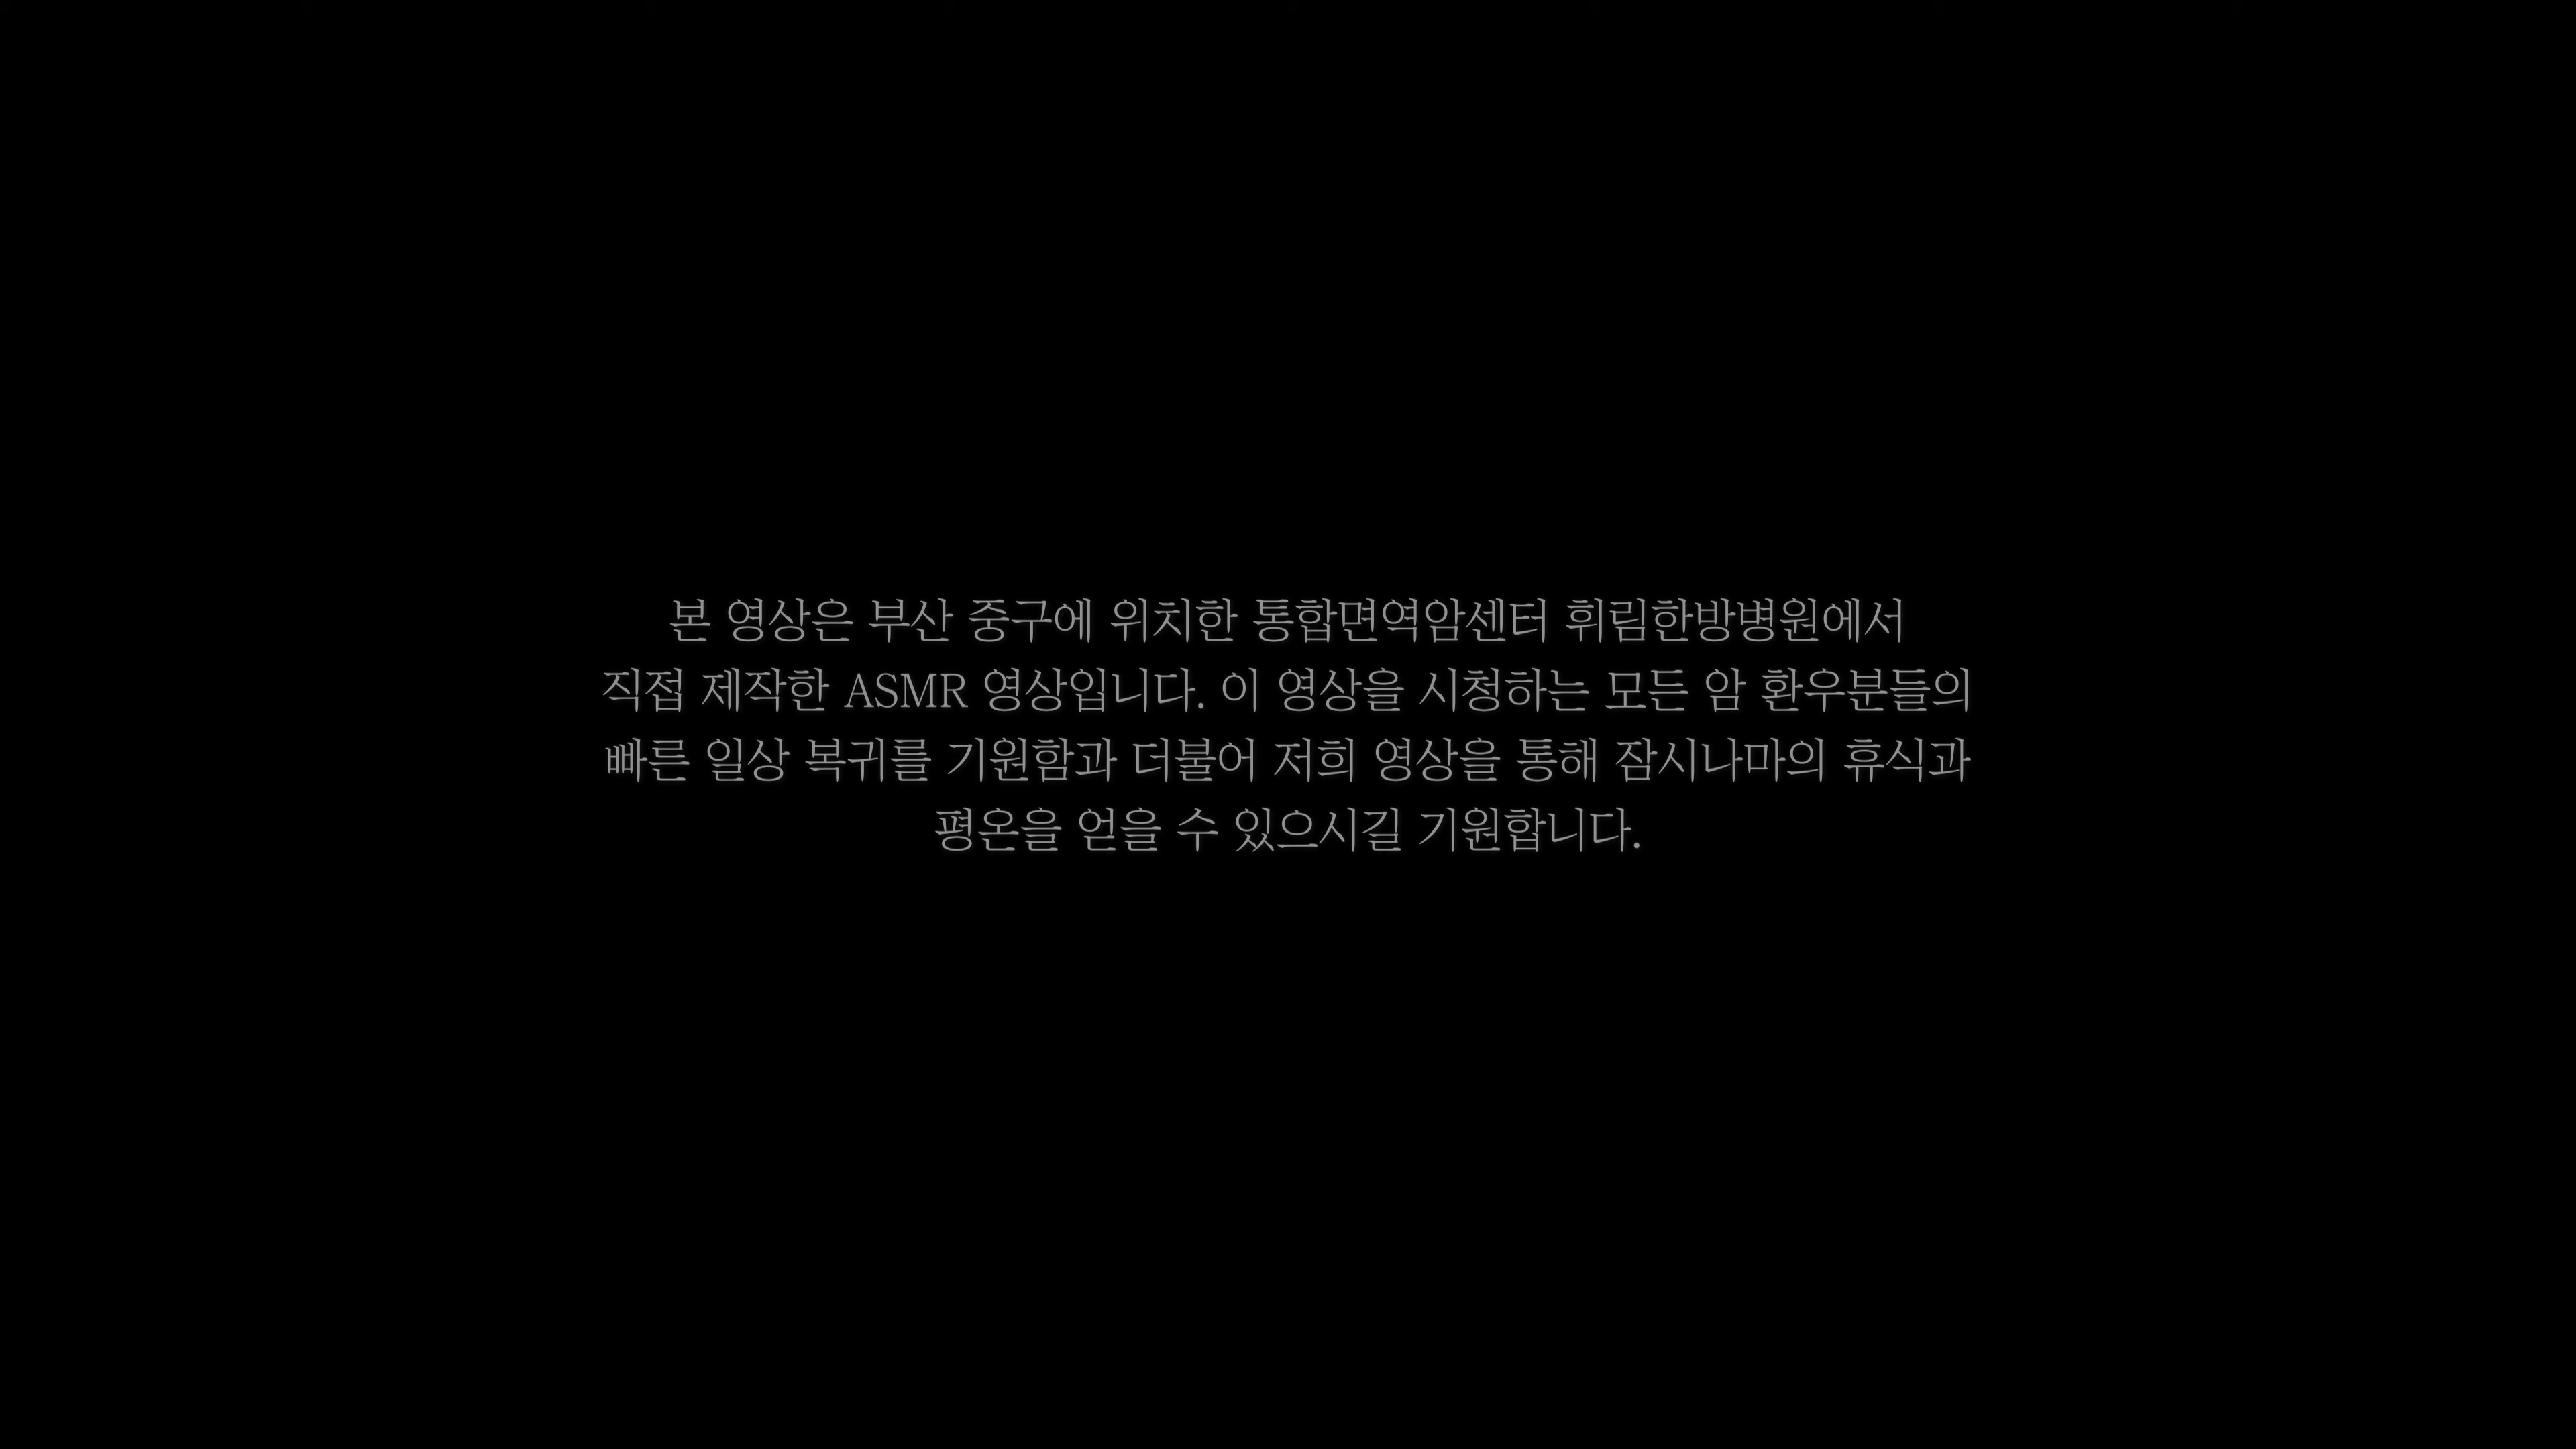 본 영상은 부산 중구에 위치한 통합면역암센터 휘림한방병원에서
직접 제작한 ASMR 영상입니다. 이 영상을 시청하는 모든 암 환우분들의
빠른 일상 복귀를 기원함과 더불어 저희 영상을 통해 잠시나마의 휴식과
평온을 얻을 수 있으시길 기원합니다.